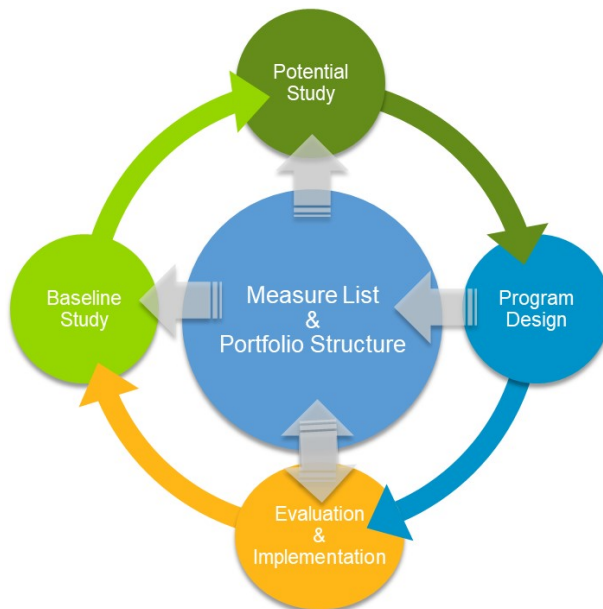 Potential
Study
Baseline
Study
Measure List
&
Portfolio Structure
Program
Design
Evaluation
&
Implementation